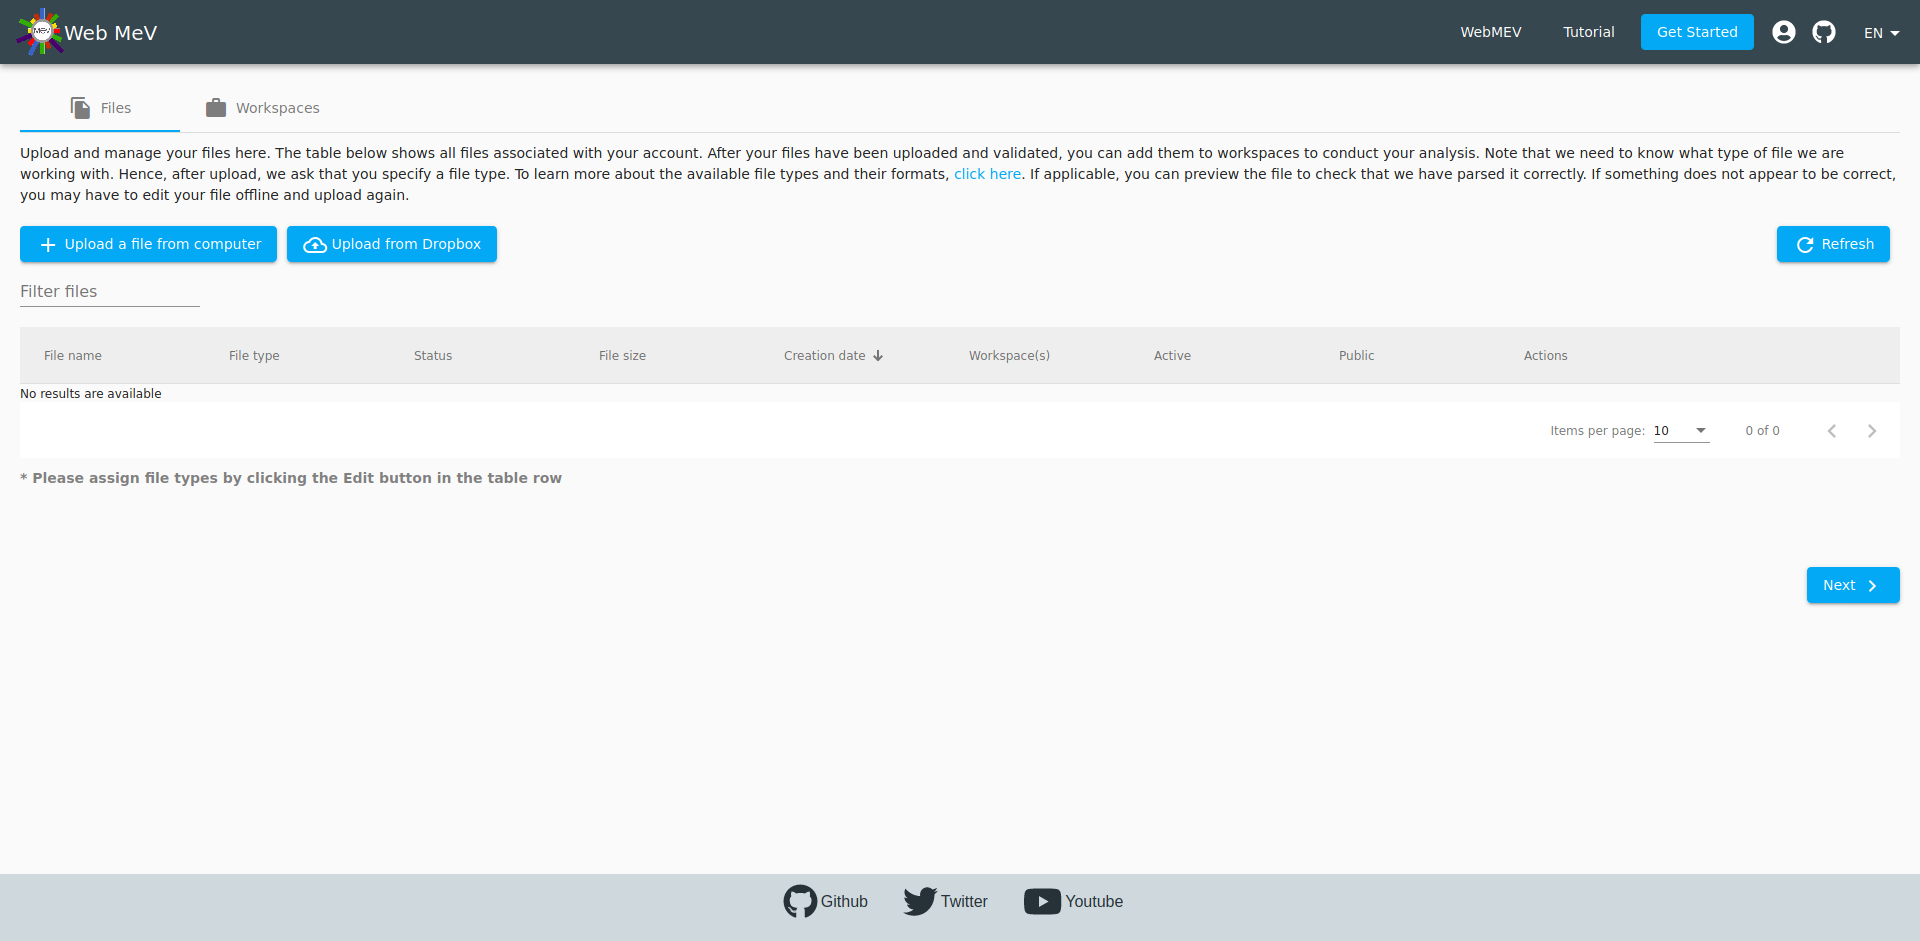 MEV
Web MeV
WebMEV
Tutorial
Get Started
EN
Files
Workspaces
Upload and manage your files here. The table below shows all files associated with your account. After your files have been uploaded and validated, you can add them to workspaces to conduct your analysis. Note that we need to know what type of file we are
working with. Hence, after upload, we ask that you specify a file type. To learn more about the available file types and their formats, click here. If applicable, you can preview the file to check that we have parsed it correctly. If something does not appear to be correct,
you may have to edit your file offline and upload again.
Upload a file from computer
Upload from Dropbox
Refresh
Filter files
File name
File type
Status
File size
Creation date
Workspace(s)
Active
Public
Actions
No results are available
Items per page:
10
0 of 0
* Please assign file types by clicking the Edit button in the table row
Next
Github
Twitter
Youtube